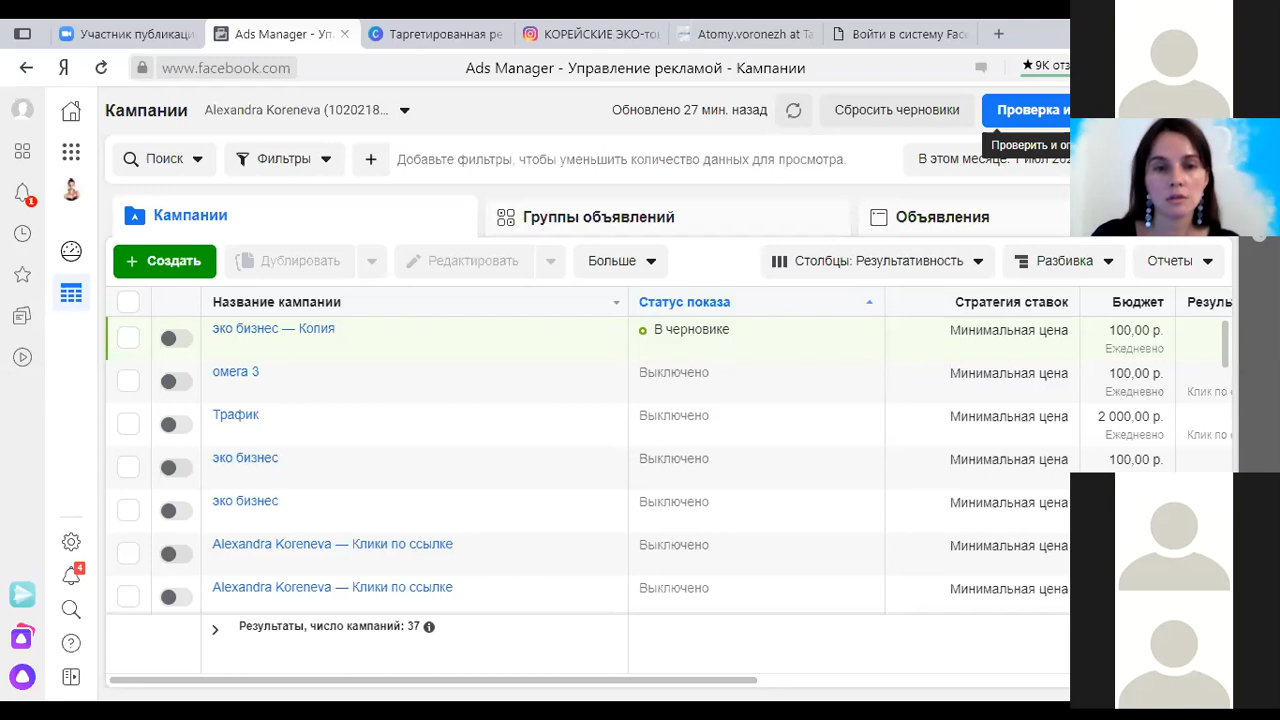 Участник публикаци
Ads Manager - Уп
Таргетированная ре
КОРЕЙСКИЕ ЭКО-то
Atomy.voronezh at Ta
Войти в систему Face
Я
www.facebook.com
Ads Manager - Управление рекламой - Кампании
★9K отз
Кампании
Alexandra Koreneva (1020218...
Обновлено 27 мин. назад
Сбросить черновики
Проверка и
Проверить и оп
Поиск
Фильтры
Добавьте фильтры, чтобы уменьшить количество данных для просмотра.
В этом месяце: 1 июл 202
Кампании
Группы объявлений
Объявления
+ Создать
Дублировать
Редактировать
Больше
Столбцы: Результативность
Разбивка
Отчеты
Название кампании
Статус показа
Стратегия ставок
Бюджет
Резуль
эко бизнес — Копия
В черновике
Минимальная цена
100,00 р.
Ежедневно
омега 3
Выключено
Минимальная цена
100,00 р.
Ежедневно
Клик по с
Трафик
Выключено
Минимальная цена
2 000,00 р.
Ежедневно
Клик по с
эко бизнес
Выключено
Минимальная цена
100,00 р.
эко бизнес
Выключено
Минимальная цена
Alexandra Koreneva — Клики по ссылке
Выключено
Минимальная цена
Alexandra Koreneva — Клики по ссылке
Выключено
Минимальная цена
Результаты, число кампаний: 37
1
4